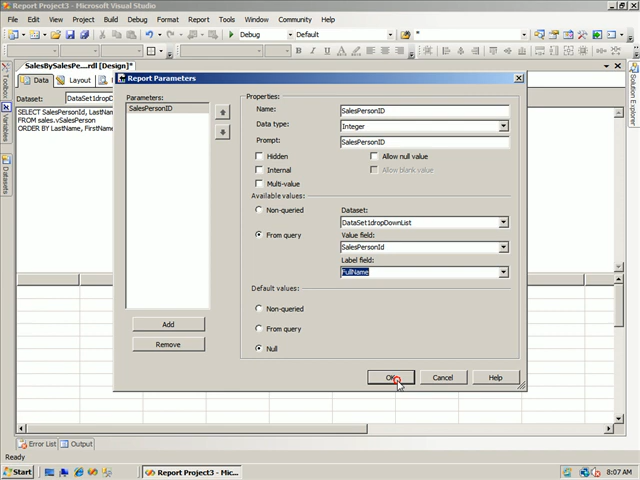 Report Project3 - Microsoft Visual Studio
File Edit View Project Build Debug Format Report Tools Window Community Help
Debug Default
SalesBySalesPe....rdl [Design]*
Data Layout
Dataset: DataSet1dropD
SELECT SalesPersonId, LastNam
FROM sales.vSalesPerson
ORDER BY LastName, FirstName
Toolbox
Variables
Datasets
Solution Explorer
Report Parameters
Parameters:
SalesPersonID
Add
Remove
Properties:
Name: SalesPersonID
Data type: Integer
Prompt: SalesPersonID
Hidden Allow null value
Internal Allow blank value
Multi-value
Available values:
Non-queried
From query
Dataset:
DataSet1dropDownList
Value field:
SalesPersonId
Label field:
FullName
Default values:
Non-queried
From query
Null
OK Cancel Help
Error List Output
Ready
Start Report Project3 - Mic... 8:07 AM